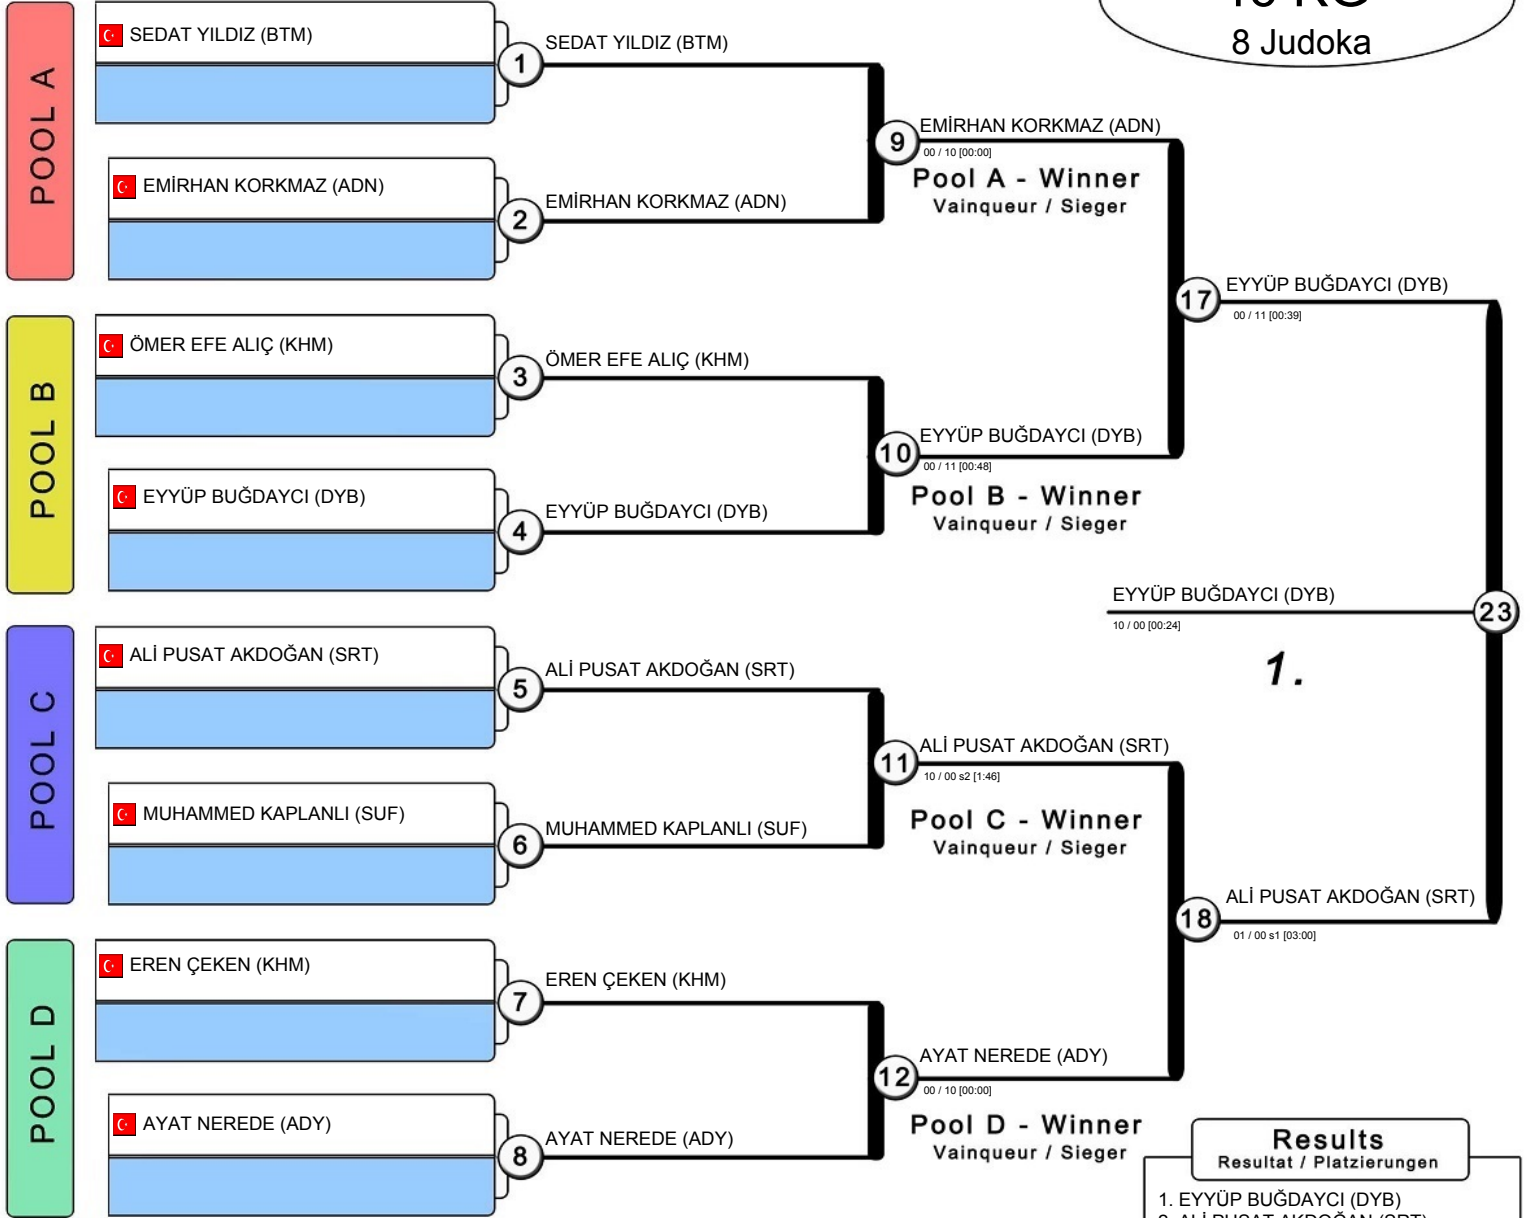 8 Judoka
POOL A
SEDAT YILDIZ (BTM)
1
SEDAT YILDIZ (BTM)
EMİRHAN KORKMAZ (ADN)
2
EMİRHAN KORKMAZ (ADN)
9
EMİRHAN KORKMAZ (ADN)
00 / 10 [00:00]
Pool A - Winner
Vainqueur / Sieger
POOL B
ÖMER EFE ALIÇ (KHM)
3
ÖMER EFE ALIÇ (KHM)
EYYÜP BUĞDAYCI (DYB)
4
EYYÜP BUĞDAYCI (DYB)
10
EYYÜP BUĞDAYCI (DYB)
00 / 11 [00:48]
Pool B - Winner
Vainqueur / Sieger
17
EYYÜP BUĞDAYCI (DYB)
00 / 11 [00:39]
EYYÜP BUĞDAYCI (DYB)
23
10 / 00 [00:24]
1.
POOL C
ALİ PUSAT AKDOĞAN (SRT)
5
ALİ PUSAT AKDOĞAN (SRT)
MUHAMMED KAPLANLI (SUF)
6
MUHAMMED KAPLANLI (SUF)
11
ALİ PUSAT AKDOĞAN (SRT)
10 / 00 s2 [1:46]
Pool C - Winner
Vainqueur / Sieger
18
ALİ PUSAT AKDOĞAN (SRT)
01 / 00 s1 [03:00]
POOL D
EREN ÇEKEN (KHM)
7
EREN ÇEKEN (KHM)
AYAT NEREDE (ADY)
8
AYAT NEREDE (ADY)
12
AYAT NEREDE (ADY)
00 / 10 [00:00]
Pool D - Winner
Vainqueur / Sieger
Results
Resultat / Platzierungen
1. EYYÜP BUĞDAYCI (DYB)
2. ALİ PUSAT AKDOĞAN (SRT)